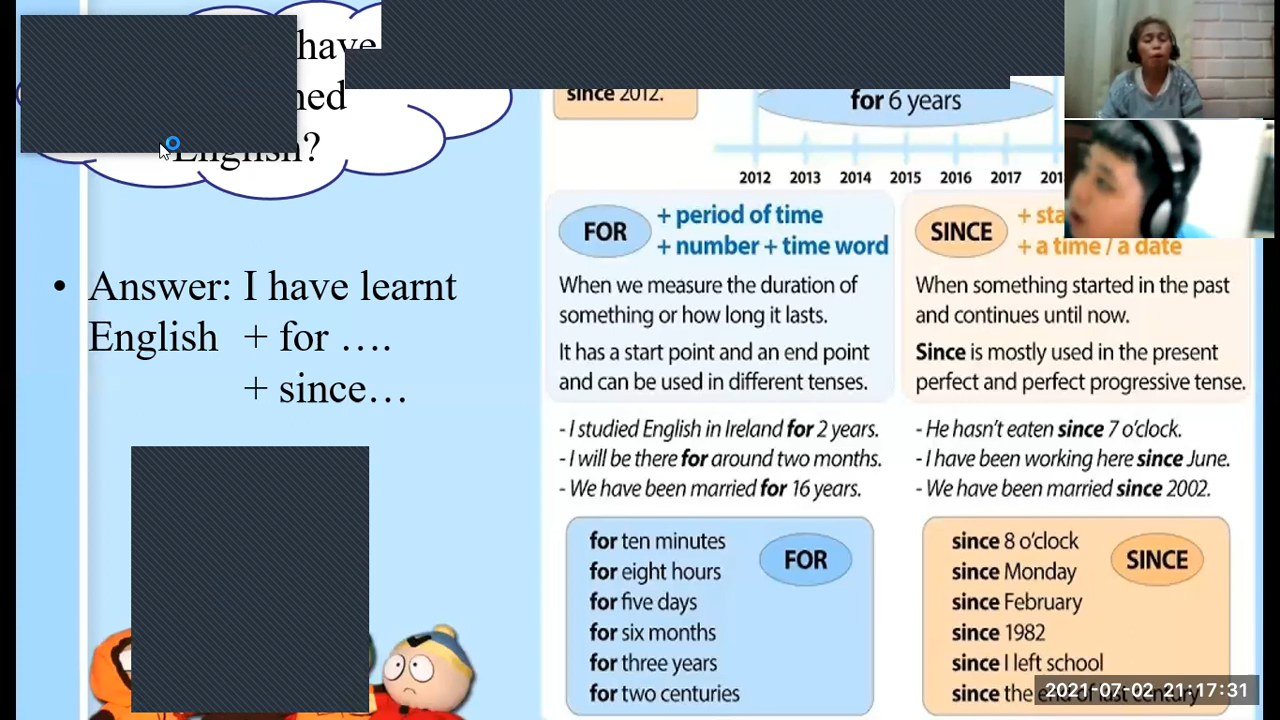 have
ned
English?
• Answer: I have learnt
English + for ….
+ since…
since 2012.
for 6 years
2012 2013 2014 2015 2016 2017
FOR
+ period of time
+ number + time word
When we measure the duration of
something or how long it lasts.
It has a start point and an end point
and can be used in different tenses.
- I studied English in Ireland for 2 years.
- I will be there for around two months.
- We have been married for 16 years.
for ten minutes
for eight hours
for five days
for six months
for three years
for two centuries
FOR
SINCE
+ sta
+ a time / a date
When something started in the past
and continues until now.
Since is mostly used in the present
perfect and perfect progressive tense.
- He hasn't eaten since 7 o'clock.
- I have been working here since June.
- We have been married since 2002.
since 8 o'clock
since Monday
since February
since 1982
since I left school
since the end of last century
SINCE
2021-07-02 21:17:31